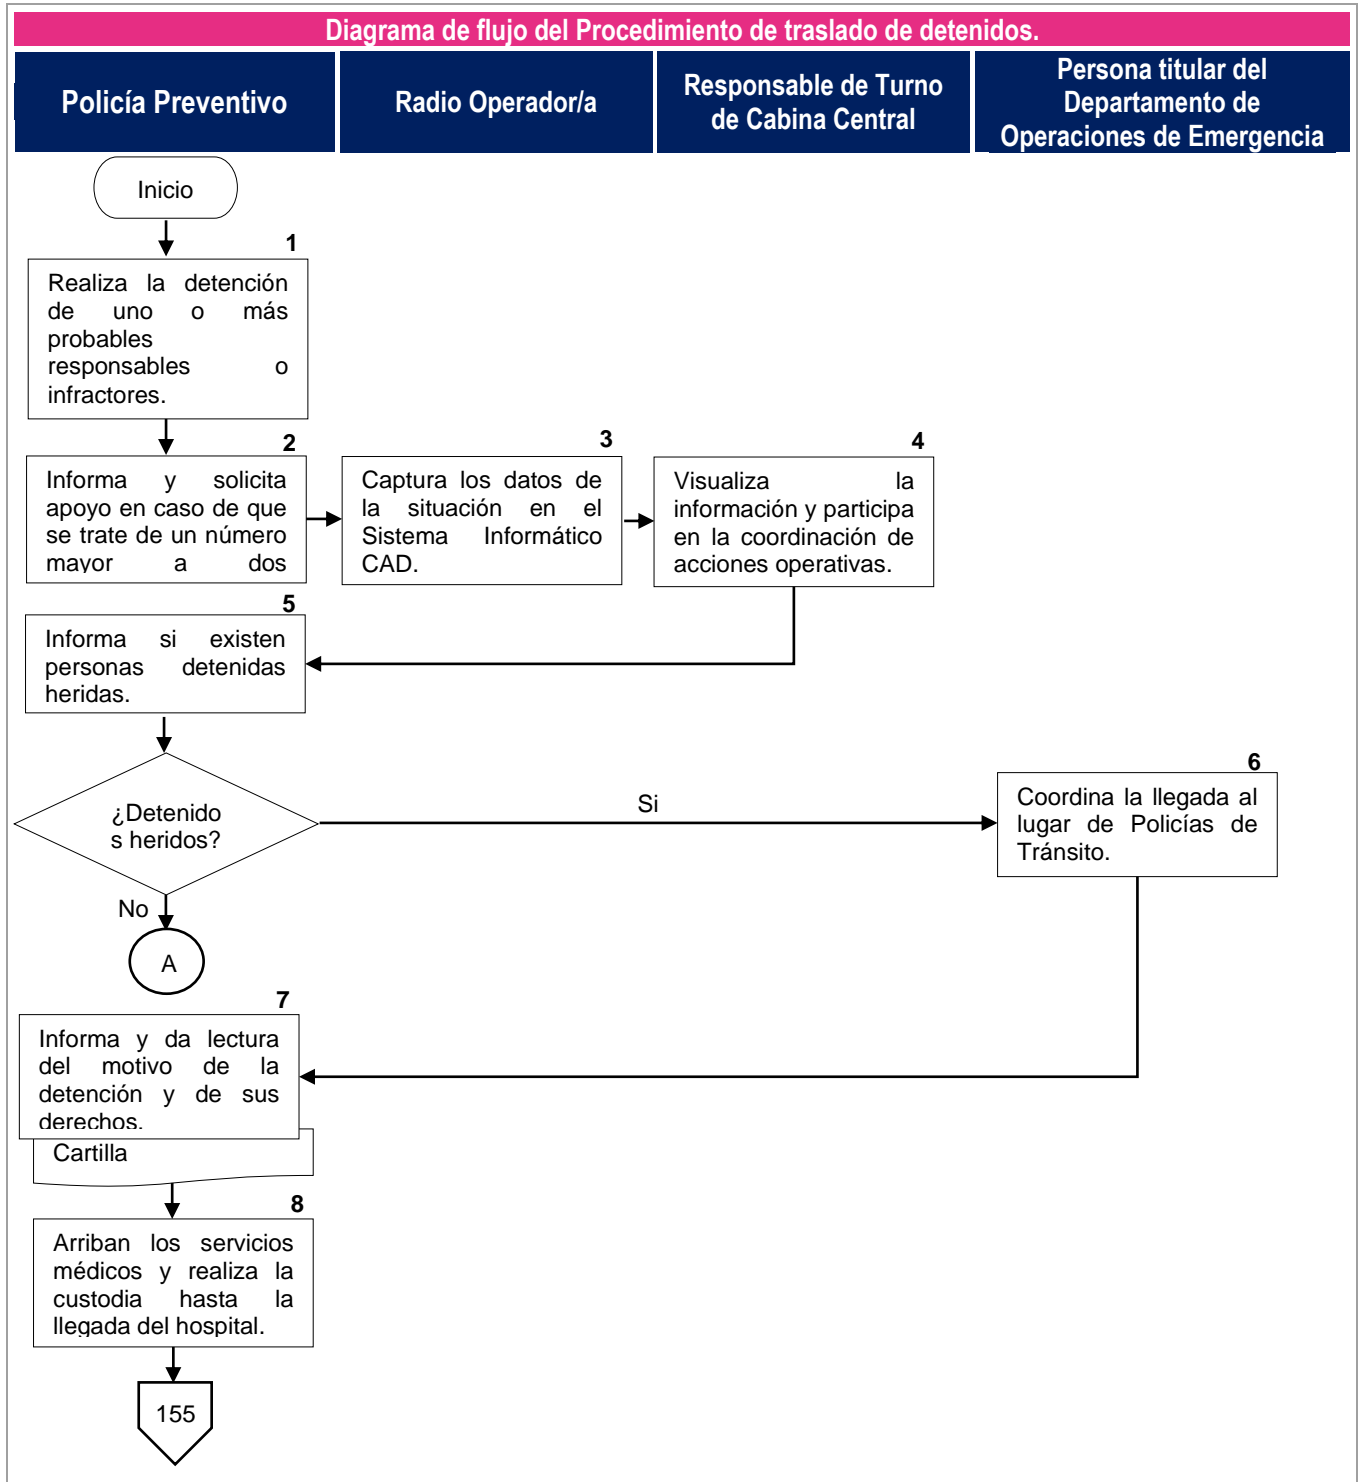 Diagrama de flujo del Procedimiento de traslado de detenidos.
Policía Preventivo
Radio Operador/a
Responsable de Turno
de Cabina Central
Persona titular del
Departamento de
Operaciones de Emergencia
Inicio
1
Realiza la detención
de uno o más
probables
responsables o
infractores.
2
Informa y solicita
apoyo en caso de que
se trate de un número
mayor a dos
3
Captura los datos de
la situación en el
Sistema Informático
CAD.
4
Visualiza la
información y participa
en la coordinación de
acciones operativas.
5
Informa si existen
personas detenidas
heridas.
¿Detenido
s heridos?
Si
No
A
6
Coordina la llegada al
lugar de Policías de
Tránsito.
7
Informa y da lectura
del motivo de la
detención y de sus
derechos.
Cartilla
8
Arriban los servicios
médicos y realiza la
custodia hasta la
llegada del hospital.
155